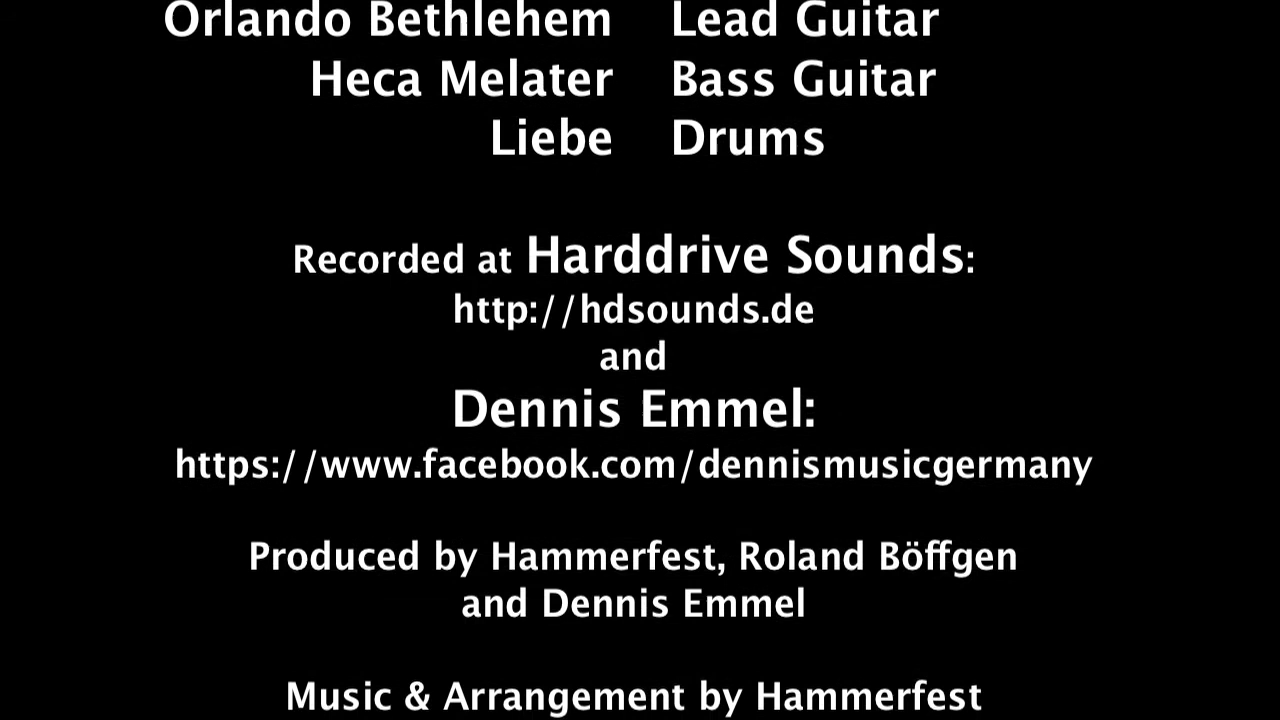 Orlando Bethlehem Lead Guitar
Heca Melater Bass Guitar
Liebe Drums
Recorded at Harddrive Sounds:
http://hdsounds.de
and
Dennis Emmel:
https://www.facebook.com/dennismusicgermany
Produced by Hammerfest, Roland Böffgen
and Dennis Emmel
Music & Arrangement by Hammerfest